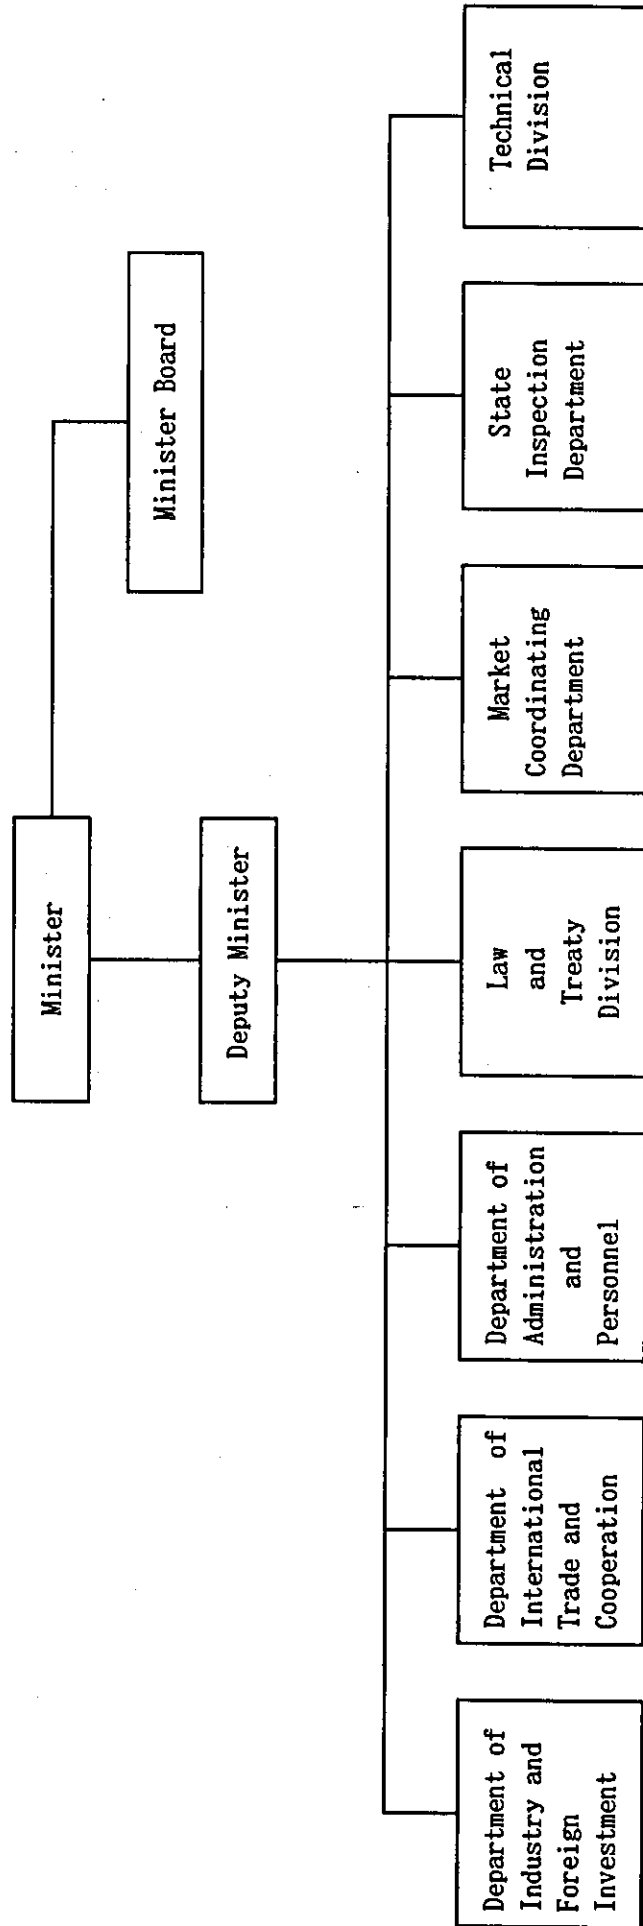 Minister
Minister Board
Deputy Minister
Department of
Industry and
Foreign
Investment
Department of
International
Trade and
Cooperation
Department of
Administration
and
Personnel
Law
and
Treaty
Division
Market
Coordinating
Department
State
Inspection
Department
Technical
Division